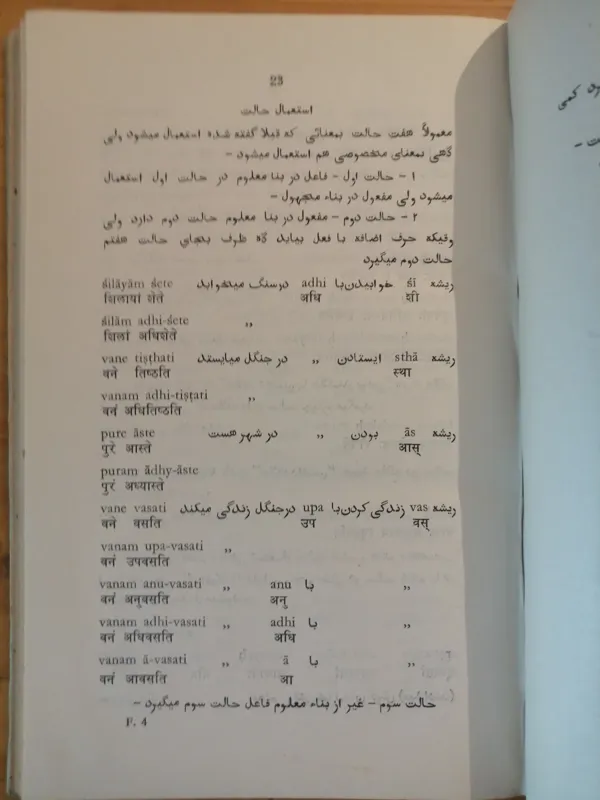 23
استعمال حالت
معمولاً هفت حالت بمعنائی که قبلا گفته شده استعمال میشود ولی
گهی بمعنای مخصوصی هم استعمال میشود –
۱ – حالت اول – فاعل در بنا معلوم در حالت اول استعمال
میشود ولی مفعول در بناء مجهول –
۲ – حالت دوم – مفعول در بنا معلوم حالت دوم دارد ولی
وقیکه حرف اضافه با فعل بیاید گه ظرف بجای حالت هفتم
حالت دوم میگیرد
ریشه śī خوابیدن با adhi در سنگ میخوابد śilāyām śete
शी अधि शिलायां शेते
„ śilām adhi-śete
शिलां अधिशेते
ریشه sthā ایستادن „ در جنگل میایستد vane tiṣṭhati
स्था वने तिष्ठति
„ vanam adhi-tiṣṭati
वनं अधितिष्ठति
ریشه ās بودن „ در شهر هست pure āste
आस् पुरे आस्ते
puram ādhy-āste
पुरं अध्यास्ते
ریشه vas زندگی کردن با upa در جنگل زندگی میکند vane vasati
वस् उप वने वसति
„ vanam upa-vasati
वनं उपवसति
„ با anu „ vanam anu-vasati
अनु वनं अनुवसति
„ با adhi „ vanam adhi-vasati
अधि वनं अधिवसति
„ با ā „ vanam ā-vasati
आ वनं आवसति
حالت سوم – غیر از بناء معلوم فاعل حالت سوم میگیرد –
F. 4